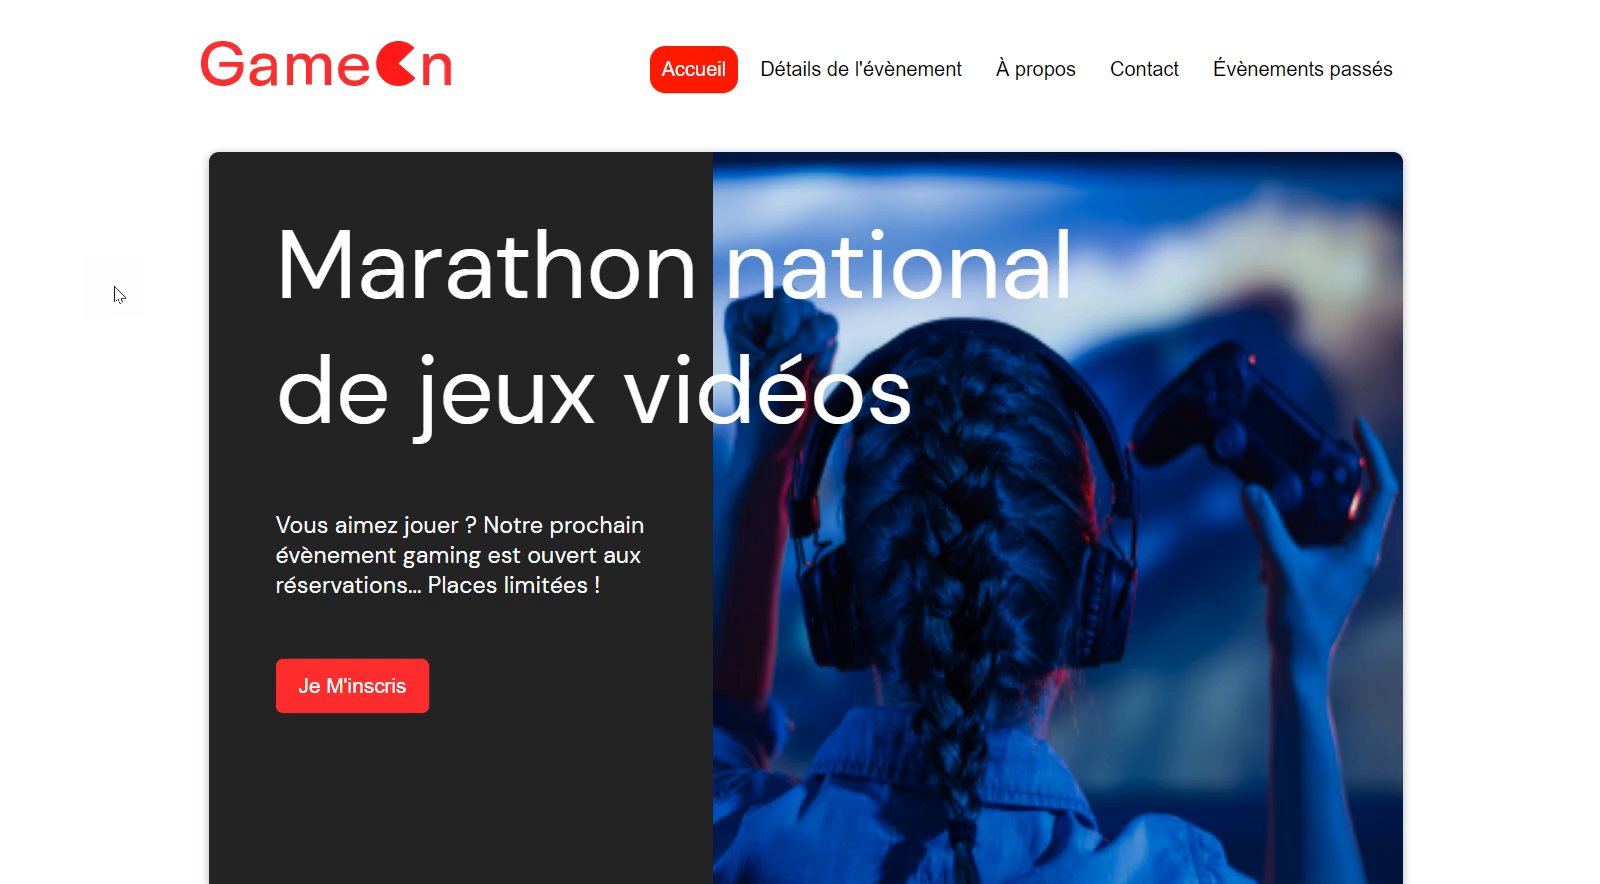 GameOn
Accueil Détails de l'évènement À propos Contact Évènements passés
Marathon national
de jeux vidéos
Vous aimez jouer ? Notre prochain
évènement gaming est ouvert aux
réservations... Places limitées !
Je M'inscris